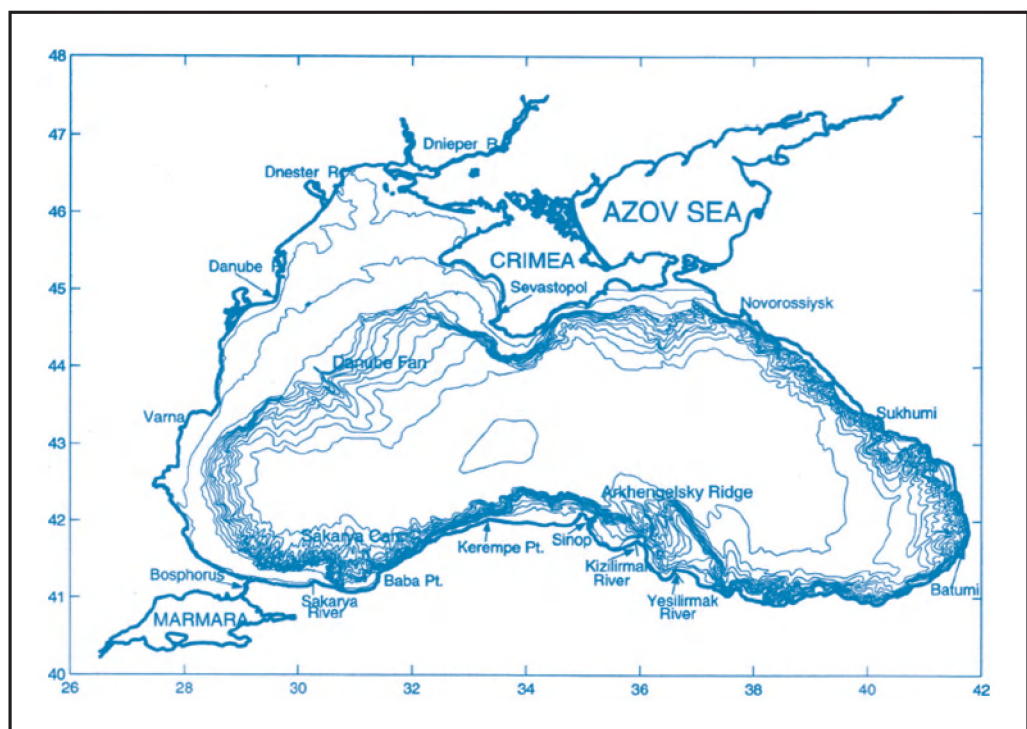 48
47
46
45
44
43
42
41
40
26 28 30 32 34 36 38 40 42
Dnieper R
Dnester R
AZOV SEA
CRIMEA
Danube
Sevastopol
Novorossiysk
Danube Fan
Varna
Sukhumi
Arkhengelsky Ridge
Sakarya
Kerempe Pt.
Sinop
Kizilirmak
River
Bosphorus
Baba Pt.
Batumi
Sakarya
River
Yesilirmak
River
MARMARA